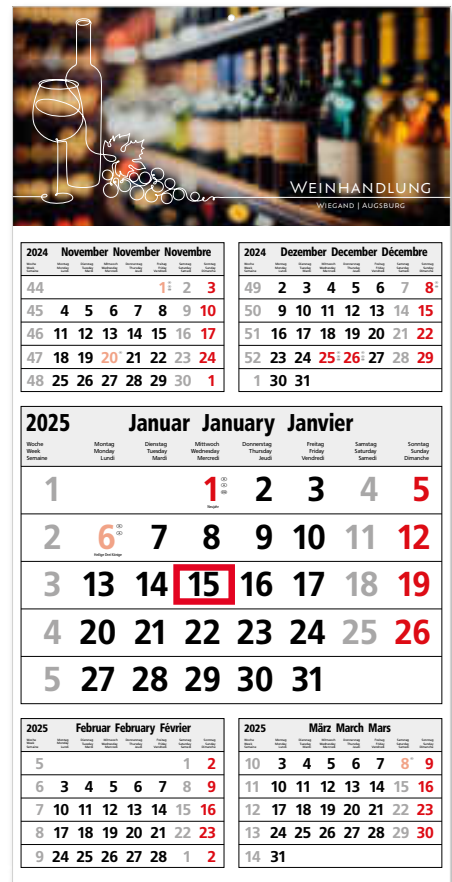 WEINHANDLUNG
WIEGAND | AUGSBURG
2024 November November Novembre
44 1 2 3
45 4 5 6 7 8 9 10
46 11 12 13 14 15 16 17
47 18 19 20 21 22 23 24
48 25 26 27 28 29 30 1
2024 Dezember December Décembre
49 2 3 4 5 6 7 8
50 9 10 11 12 13 14 15
51 16 17 18 19 20 21 22
52 23 24 25 26 27 28 29
1 30 31
2025 Januar January Janvier
Woche Montag Dienstag Mittwoch Donnerstag Freitag Samstag Sonntag
Week Monday Tuesday Wednesday Thursday Friday Saturday Sunday
Semaine Lundi Mardi Mercredi Jeudi Vendredi Samedi Dimanche
1 1 2 3 4 5
Neujahr
2 6 7 8 9 10 11 12
Heilige Drei Könige
3 13 14 15 16 17 18 19
4 20 21 22 23 24 25 26
5 27 28 29 30 31
2025 Februar February Février
5 1 2
6 3 4 5 6 7 8 9
7 10 11 12 13 14 15 16
8 17 18 19 20 21 22 23
9 24 25 26 27 28 1 2
2025 März March Mars
10 3 4 5 6 7 8 9
11 10 11 12 13 14 15 16
12 17 18 19 20 21 22 23
13 24 25 26 27 28 29 30
14 31